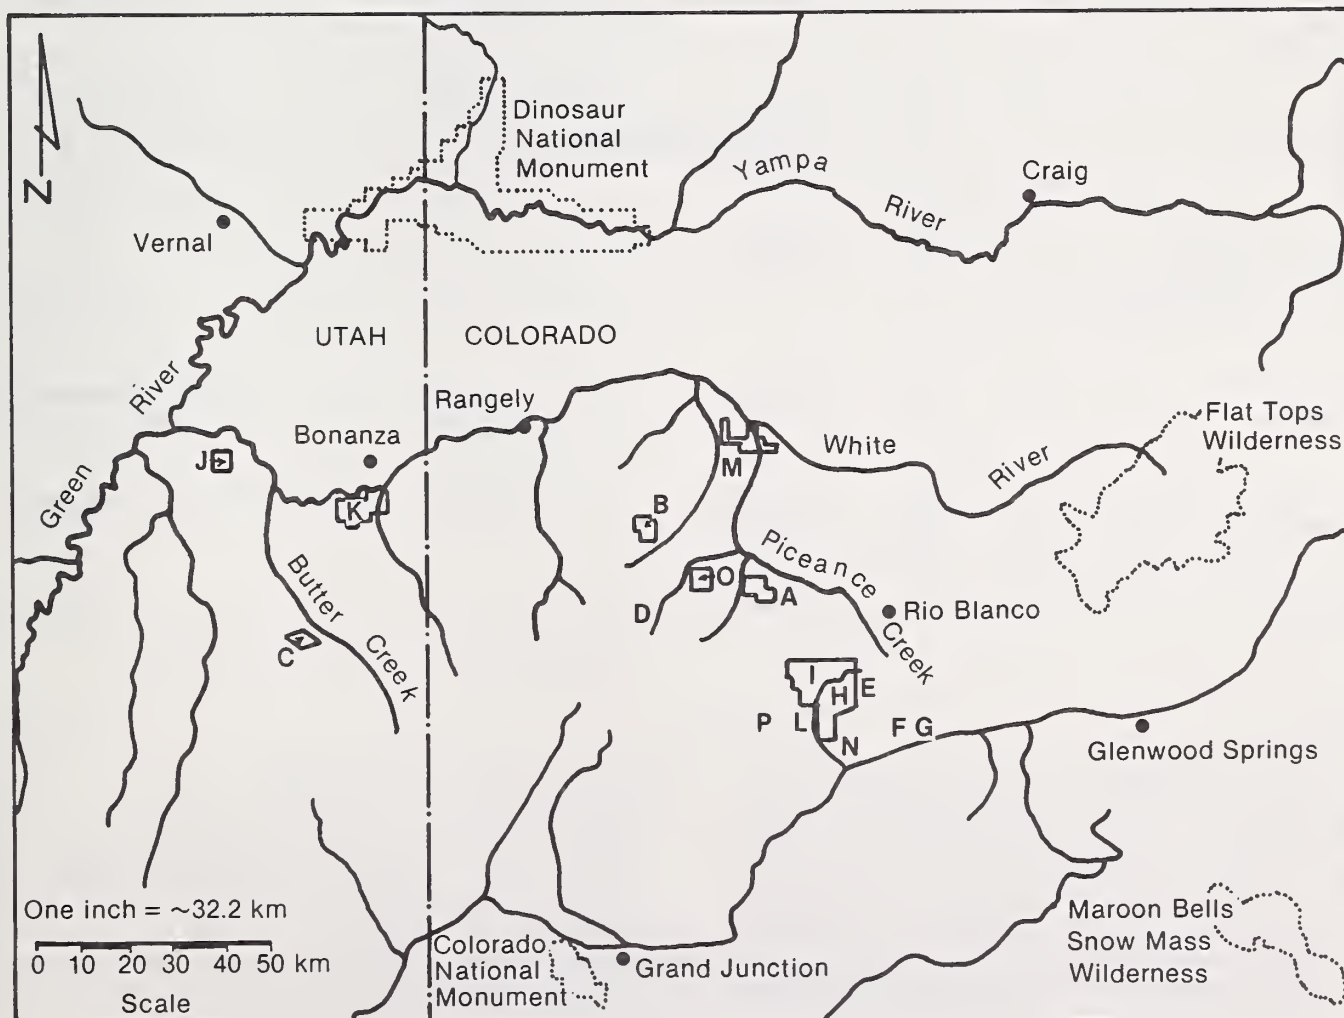 Dinosaur
National
Monument
Yampa
River
Craig
N
Vernal
UTAH
COLORADO
River
Green
Rangely
Bonanza
Flat Tops
Wilderness
White
River
J
K
M
B
Piceance
Creek
O
A
D
Rio Blanco
Butter
Creek
C
I
H
E
P
L
F G
N
Glenwood Springs
One inch = ~32.2 km
0 10 20 30 40 50 km
Scale
Colorado
National
Monument
Grand Junction
Maroon Bells
Snow Mass
Wilderness